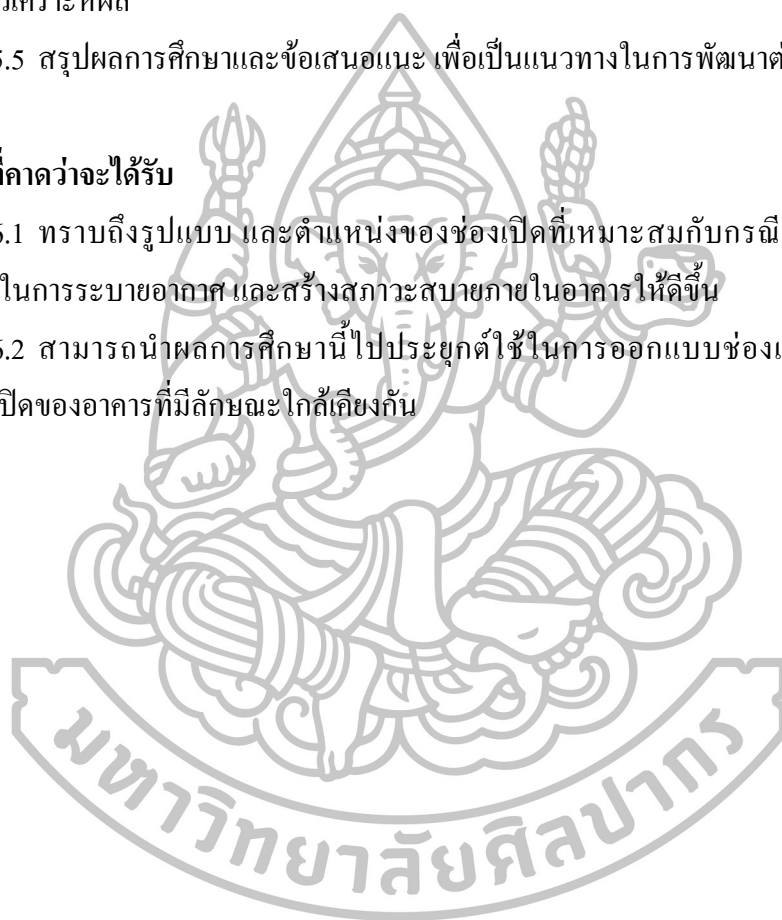 5.5 สรุปผลการศึกษาและข้อเสนอแนะ เพื่อเป็นแนวทางในการพัฒนาต่
ที่คาดว่าจะได้รับ
6.1 ทราบถึงรูปแบบ และตำแหน่งของช่องเปิดที่เหมาะสมกับกรณี
ในการระบายอากาศ และสร้างสภาวะสบายภายในอาคารให้ดีขึ้น
6.2 สามารถนำผลการศึกษานี้ไปประยุกต์ใช้ในการออกแบบช่องเ
เปิดของอาคารที่มีลักษณะใกล้เคียงกัน
มหาวิทยาลัยศิลปากร